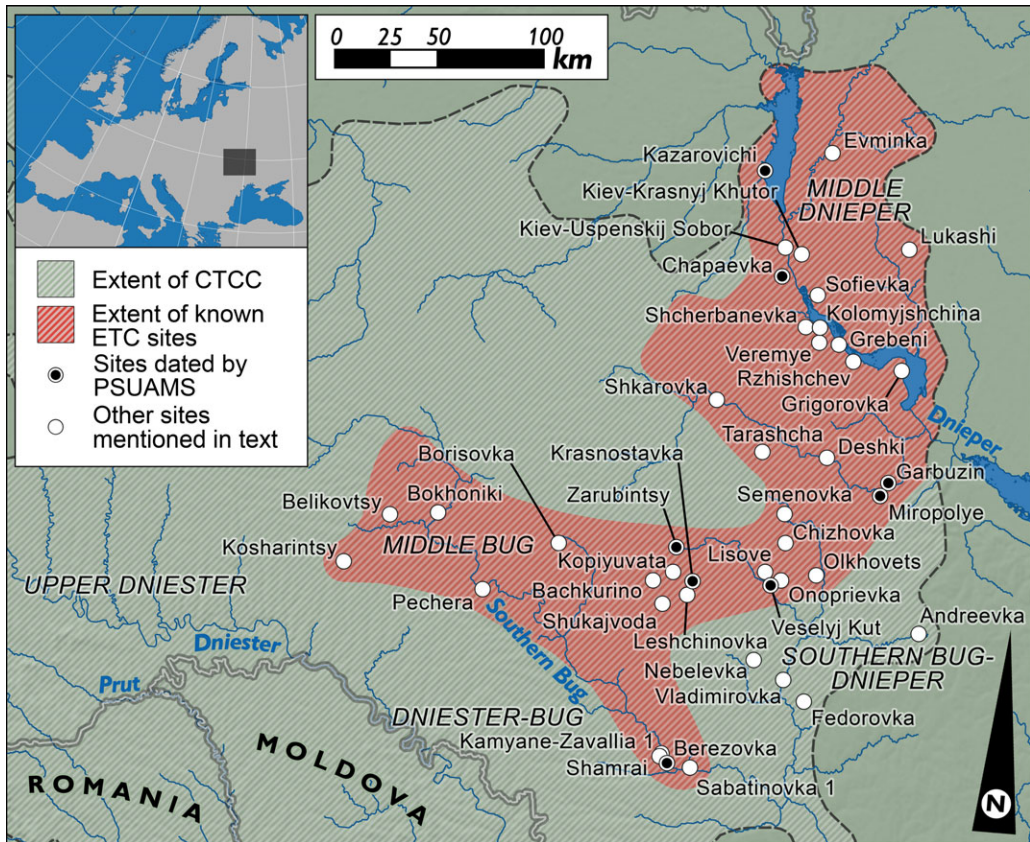 0 25 50 100
km
Extent of CTCC
Extent of known
ETC sites
Sites dated by
PSUAMS
Other sites
mentioned in text
Evminka
Kazarovichi
Kiev-Krasnyj Khutor
MIDDLE
DNIEPER
Kiev-Uspenskij Sobor
Lukashi
Chapaevka
Sofievka
Shcherbanevka
Kolomyjshchina
Grebeni
Veremye
Rzhishchev
Shkarovka
Grigorovka
Dnieper
Tarashcha
Deshki
Borisovka
Krasnostavka
Garbuzin
Belikovtsy
Bokhoniki
Zarubintsy
Semenovka
Miropolye
Chizhovka
Kosharintsy
MIDDLE BUG
Kopiyuvata
Lisove
Olkhovets
UPPER DNIESTER
Pechera
Bachkurino
Onoprievka
Shukajvoda
Veselyj Kut
Andreevka
Leshchinovka
Dniester
Southern Bug
Nebelevka
SOUTHERN BUG-
DNIEPER
Prut
Vladimirovka
Fedorovka
DNIESTER-BUG
Kamyane-Zavallia 1
Berezovka
Shamrai
Sabatinovka 1
MOLDOVA
ROMANIA
N